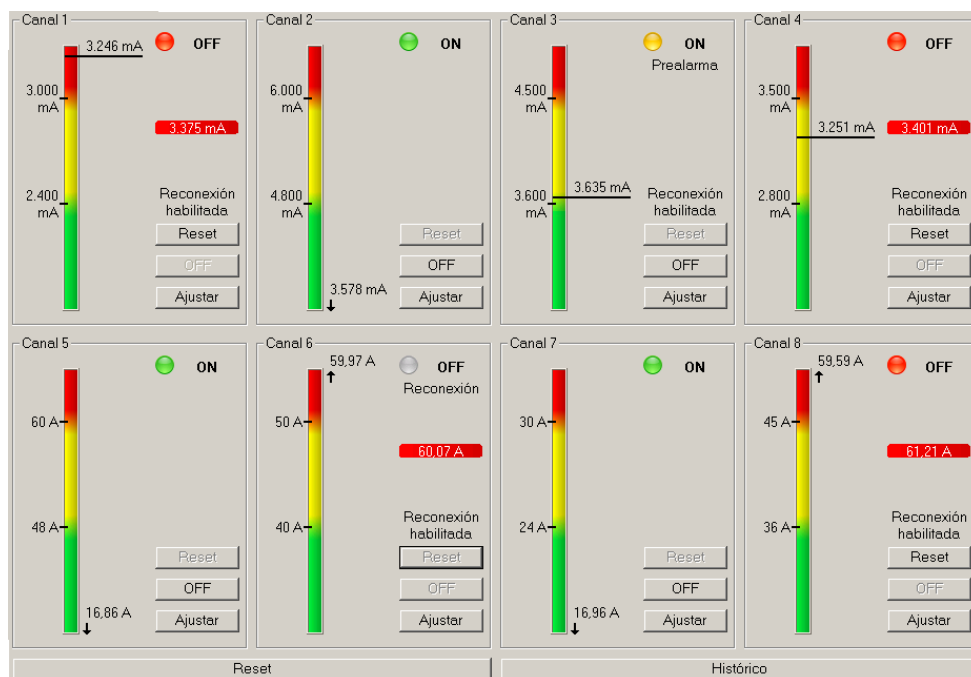 Canal 1
3.246 mA
OFF
3.000
mA
3.375 mA
2.400
mA
Reconexión
habilitada
Reset
OFF
Ajustar
Canal 2
ON
6.000
mA
4.800
mA
Reset
OFF
3.578 mA
Ajustar
Canal 3
ON
Prealarma
4.500
mA
3.600
mA
3.635 mA
Reconexión
habilitada
Reset
OFF
Ajustar
Canal 4
OFF
3.500
mA
3.251 mA
3.401 mA
2.800
mA
Reconexión
habilitada
Reset
OFF
Ajustar
Canal 5
ON
60 A
48 A
Reset
OFF
16,86 A
Ajustar
Canal 6
59,97 A
OFF
Reconexión
50 A
60,07 A
40 A
Reconexión
habilitada
Reset
OFF
Ajustar
Canal 7
ON
30 A
24 A
Reset
OFF
16,96 A
Ajustar
Canal 8
59,59 A
OFF
45 A
61,21 A
36 A
Reconexión
habilitada
Reset
OFF
Ajustar
Reset
Histórico